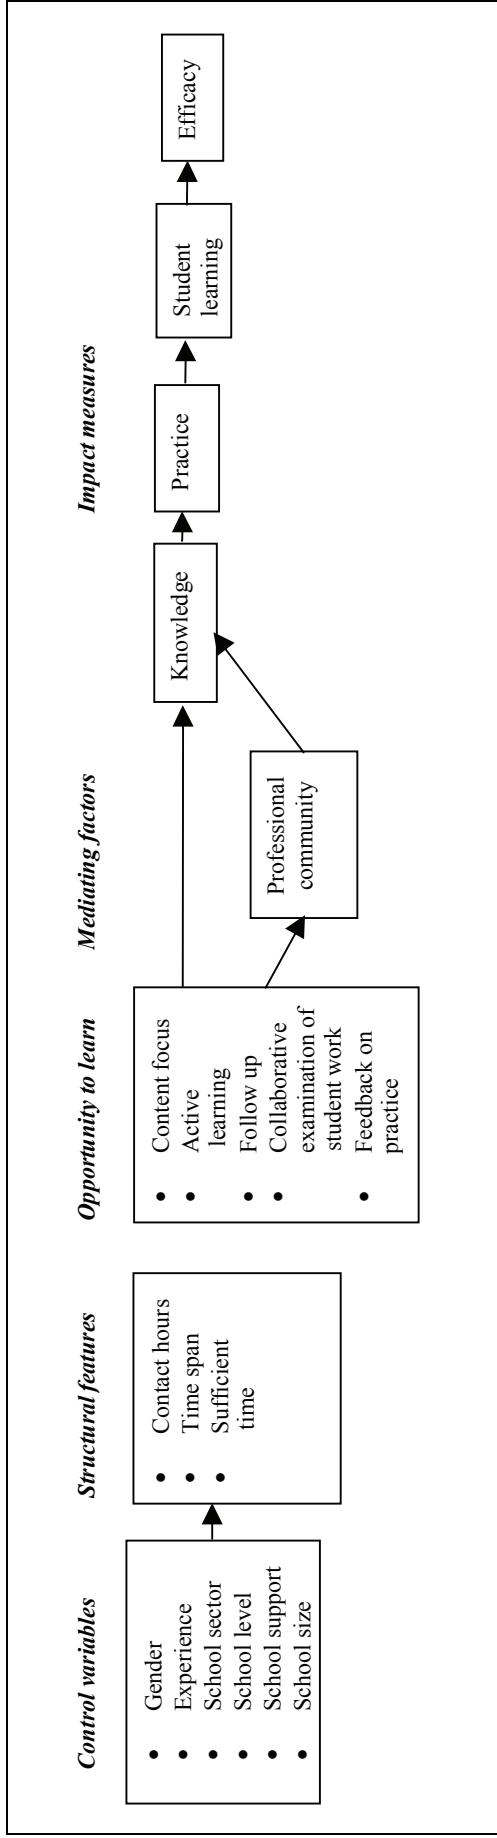 Control variables
Structural features
Opportunity to learn
Mediating factors
Impact measures
• Gender
• Experience
• School sector
• School level
• School support
• School size
• Contact hours
• Time span
• Sufficient
time
• Content focus
• Active
learning
• Follow up
• Collaborative
examination of
student work
• Feedback on
practice
Professional
community
Knowledge
Practice
Student
learning
Efficacy